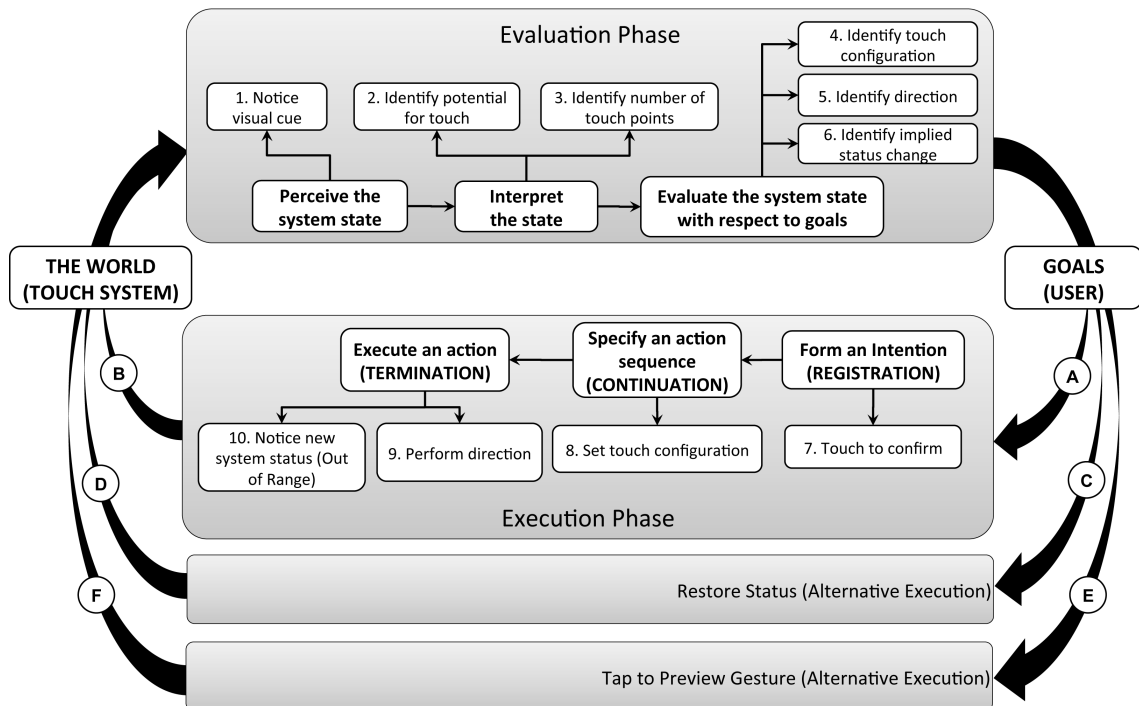 Evaluation Phase
1. Notice
visual cue
2. Identify potential
for touch
3. Identify number of
touch points
4. Identify touch
configuration
5. Identify direction
6. Identify implied
status change
Perceive the
system state
Interpret
the state
Evaluate the system state
with respect to goals
THE WORLD
(TOUCH SYSTEM)
GOALS
(USER)
Execute an action
(TERMINATION)
Specify an action
sequence
(CONTINUATION)
Form an Intention
(REGISTRATION)
B
A
10. Notice new
system status (Out
of Range)
9. Perform direction
8. Set touch configuration
7. Touch to confirm
D
C
Execution Phase
F
Restore Status (Alternative Execution)
E
Tap to Preview Gesture (Alternative Execution)